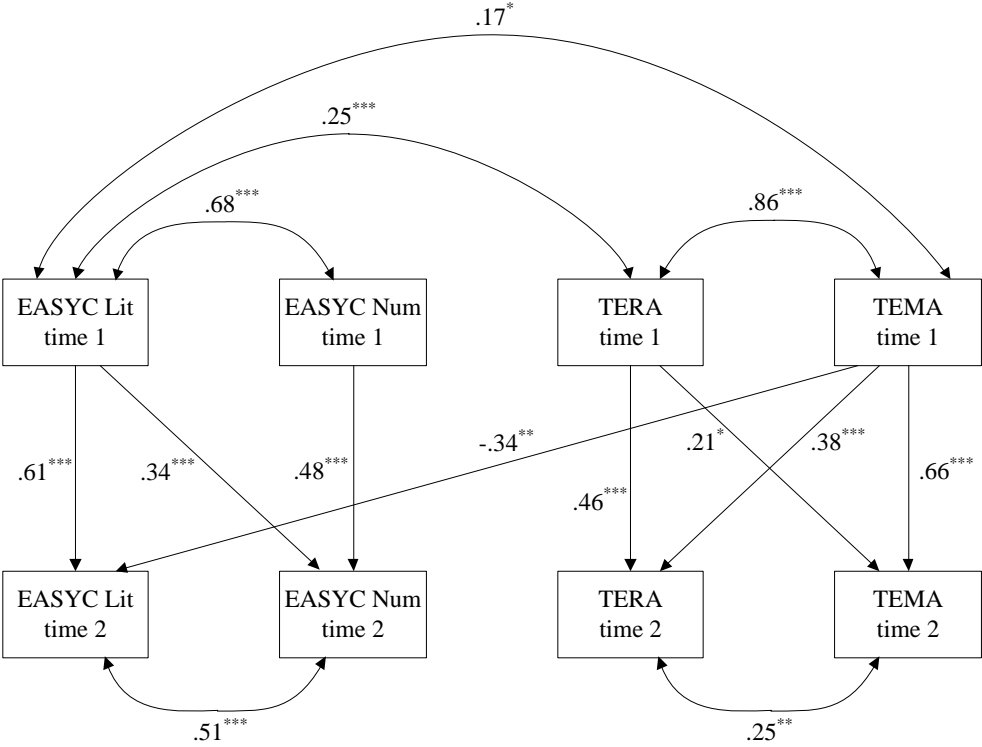 .17*
.25***
.68***
.86***
EASYC Lit
time 1
EASYC Num
time 1
TERA
time 1
TEMA
time 1
.61***
.34***
.48***
-.34**
.21*
.38***
.46***
.66***
EASYC Lit
time 2
EASYC Num
time 2
TERA
time 2
TEMA
time 2
.51***
.25**